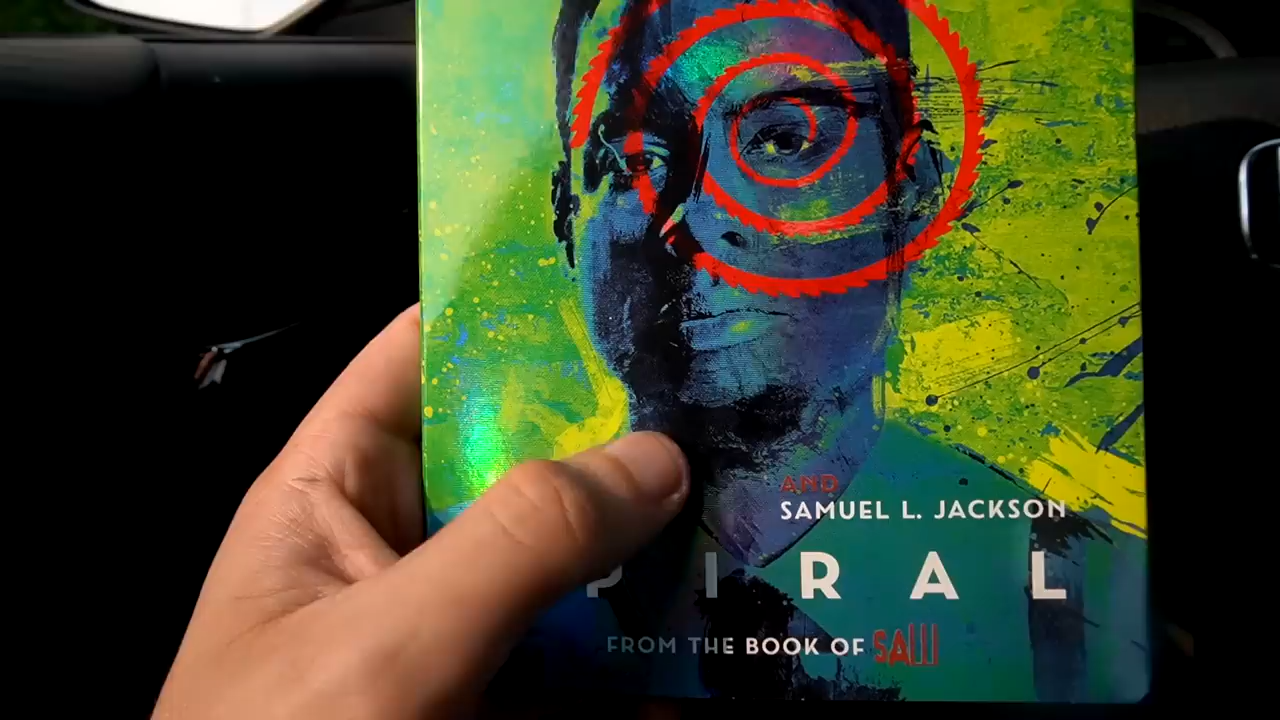 AND
SAMUEL L. JACKSON
PIRAL
FROM THE BOOK OF SAW